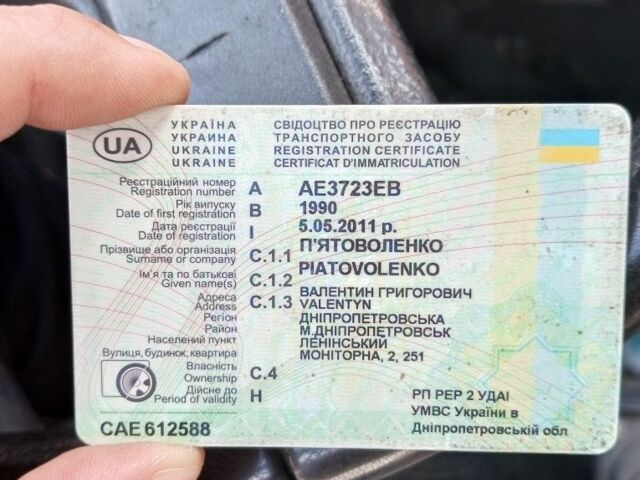 UA
УКРАЇНА
УКРАИНА
UKRAINE
UKRAINE
СВІДОЦТВО ПРО РЕЄСТРАЦІЮ
ТРАНСПОРТНОГО ЗАСОБУ
REGISTRATION CERTIFICATE
CERTIFICAT D'IMMATRICULATION
Реєстраційний номер
Registration number A AE3723EB
Рік випуску
Date of first registration B 1990
Дата реєстрації
Date of registration I 5.05.2011 р.
Прізвище або організація
Surname of company C.1.1 П'ЯТОВОЛЕНКО
PIATOVOLENKO
Ім'я та по батькові
Given name(s) C.1.2 ВАЛЕНТИН ГРИГОРОВИЧ
Адреса
Address C.1.3 VALENTYN
Регіон ДНІПРОПЕТРОВСЬКА
Район М.ДНІПРОПЕТРОВСЬК
Населений пункт ЛЕНІНСЬКИЙ
Вулиця, будинок, квартира МОНІТОРНА, 2, 251
Власність
Ownership C.4
Дійсне до
Period of validity H
РП РЕР 2 УДАІ
УМВС України в
Дніпропетровській обл
CAE 612588